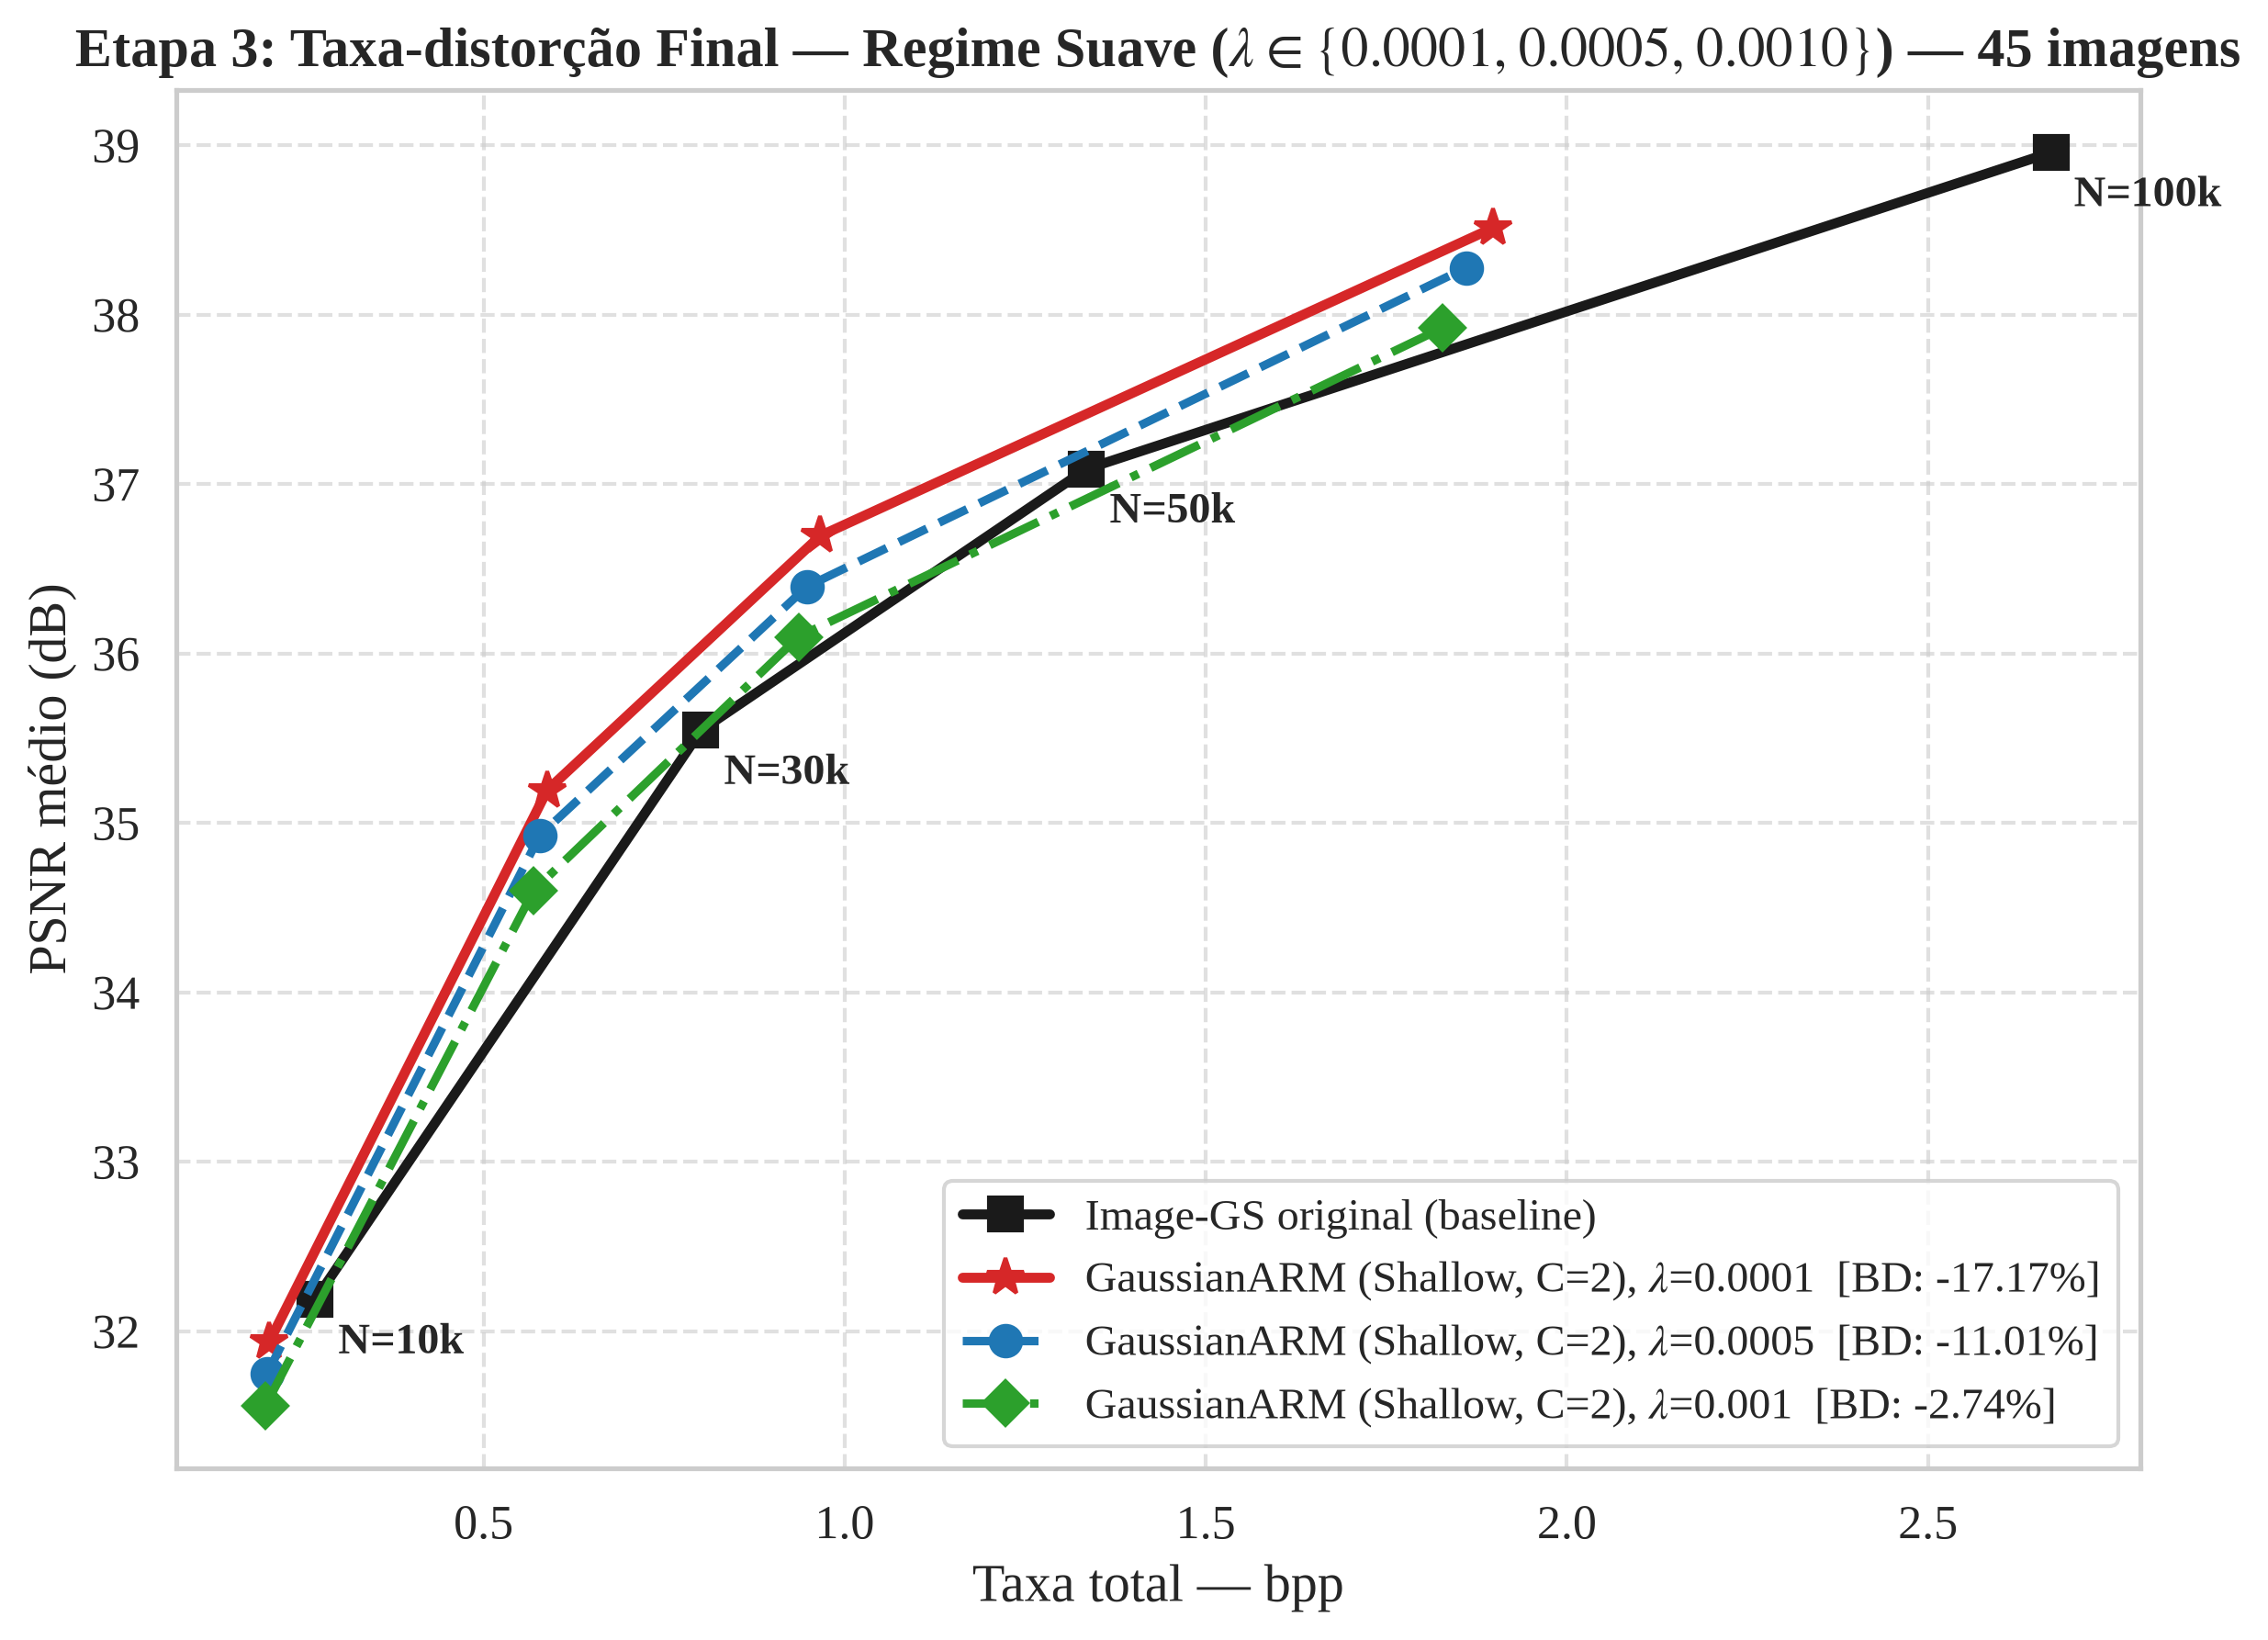 Etapa 3: Taxa-distorção Final — Regime Suave (λ ∈ {0.0001, 0.0005, 0.0010}) — 45 imagens
39
38
37
36
35
34
33
32
PSNR médio (dB)
N=100k
N=50k
N=30k
N=10k
Image-GS original (baseline)
GaussianARM (Shallow, C=2), λ=0.0001 [BD: -17.17%]
GaussianARM (Shallow, C=2), λ=0.0005 [BD: -11.01%]
GaussianARM (Shallow, C=2), λ=0.001 [BD: -2.74%]
0.5 1.0 1.5 2.0 2.5
Taxa total — bpp